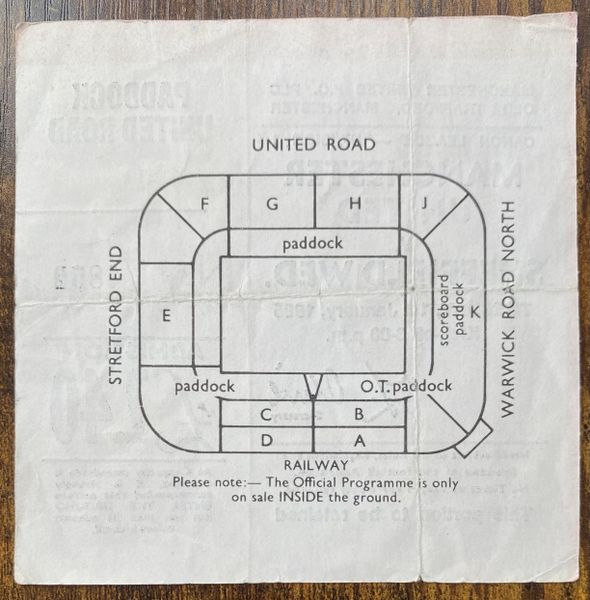 UNITED ROAD
F
G
H
J
paddock
STRETFORD END
E
scoreboard
paddock
K
WARWICK ROAD NORTH
paddock
O.T. paddock
C
B
D
A
RAILWAY
Please note:— The Official Programme is only
on sale INSIDE the ground.